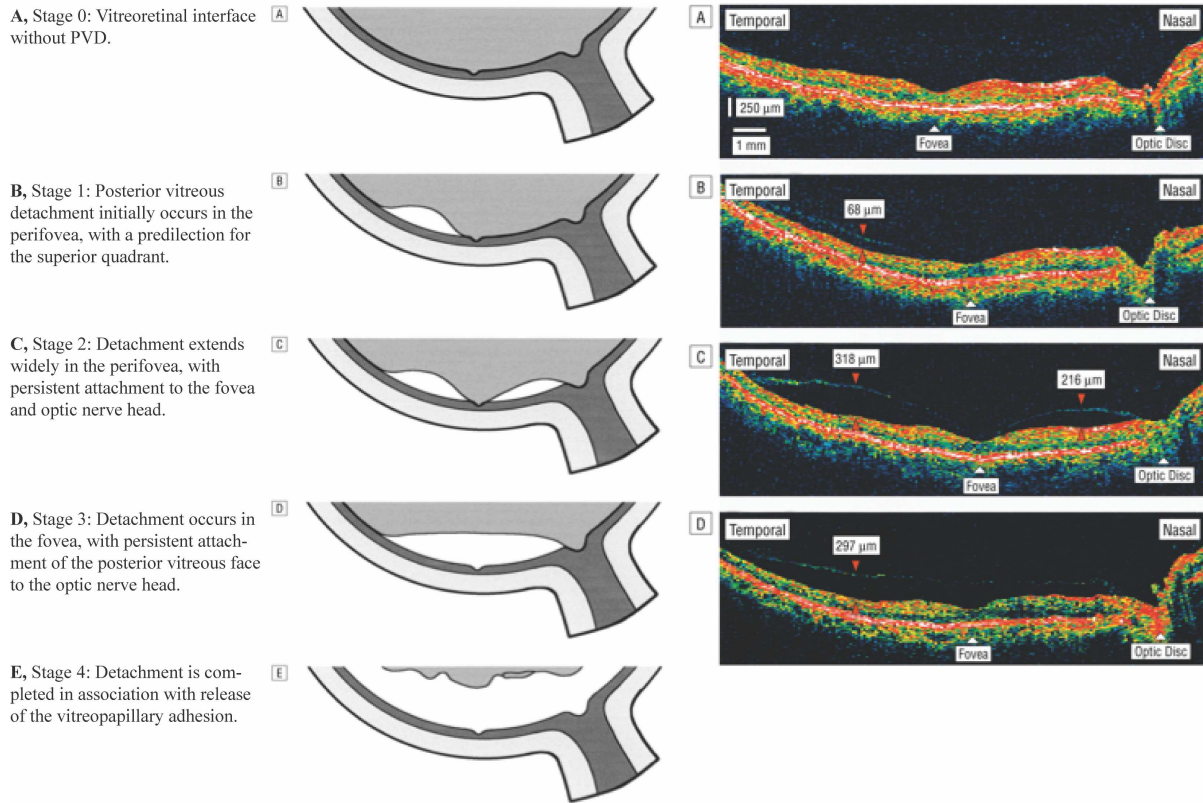 A, Stage 0: Vitreoretinal interface
without PVD.
A
A
Temporal
Nasal
250 µm
1 mm
Fovea
Optic Disc
B, Stage 1: Posterior vitreous
detachment initially occurs in the
perifovea, with a predilection for
the superior quadrant.
B
B
Temporal
Nasal
68 µm
Fovea
Optic Disc
C, Stage 2: Detachment extends
widely in the perifovea, with
persistent attachment to the fovea
and optic nerve head.
C
C
Temporal
Nasal
318 µm
216 µm
Fovea
Optic Disc
D, Stage 3: Detachment occurs in
the fovea, with persistent attach-
ment of the posterior vitreous face
to the optic nerve head.
D
D
Temporal
Nasal
297 µm
Fovea
Optic Disc
E, Stage 4: Detachment is com-
pleted in association with release
of the vitreopapillary adhesion.
E